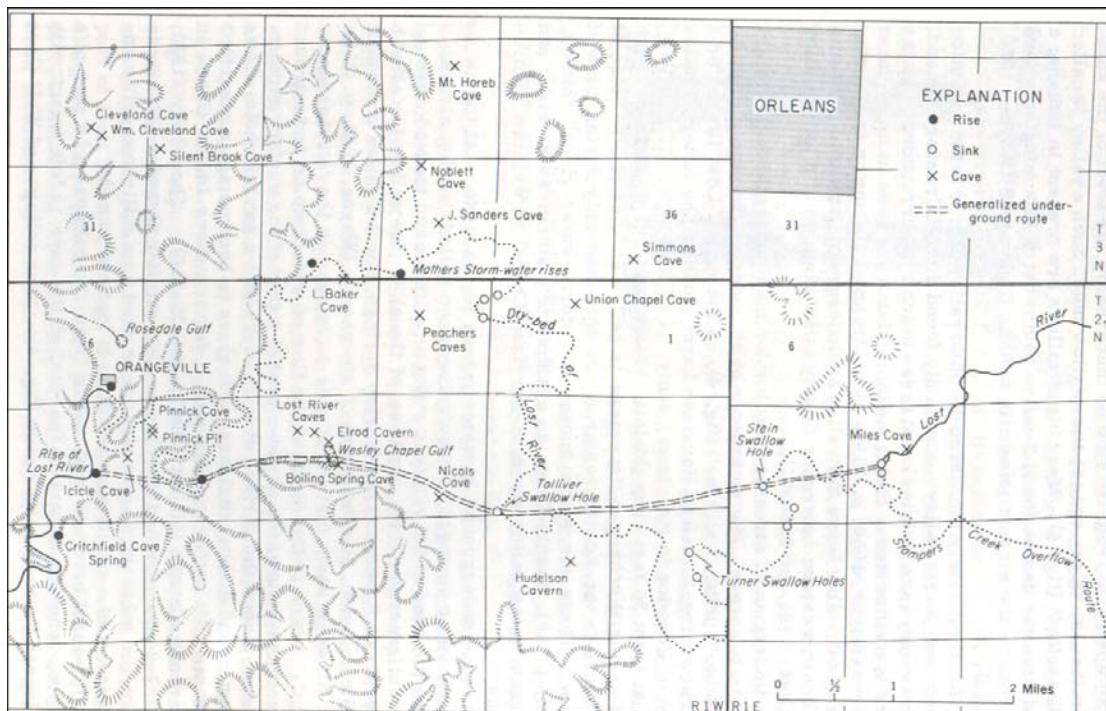 Mt. Horeb
Cave
ORLEANS
EXPLANATION
Rise
Sink
Cave
Generalized under-
ground route
Cleveland Cave
Wm. Cleveland Cave
Silent Brook Cave
Noblett
Cave
J. Sanders Cave
31
36
31
T
3
N
Simmons
Cave
Mathers Storm-water rises
L. Baker
Cave
Union Chapel Cave
T
2
N
Rosedale Gulf
Peachers
Caves
Dry-bed
of
Lost
River
6
1
6
River
Lost
ORANGEVILLE
Pinnick Cave
Pinnick Pit
Lost River
Caves
Elrod Cavern
Wesley Chapel Gulf
Boiling Spring Cave
Stein
Swallow
Hole
Miles Cave
Rise of
Lost River
Icicle Cave
Nicols
Cave
Tolliver
Swallow Hole
Critchfield Cave
Spring
Hudelson
Cavern
Turner Swallow Holes
Stampers
Creek
Overflow
Route
0 ½ 1 2 Miles
R1W R1E